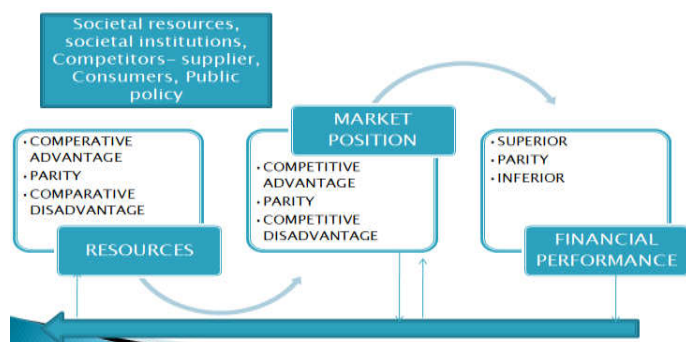 Societal resources,
societal institutions,
Competitors– supplier,
Consumers, Public
policy
• COMPERATIVE
ADVANTAGE
• PARITY
• COMPARATIVE
DISADVANTAGE
RESOURCES
MARKET
POSITION
• COMPETITIVE
ADVANTAGE
• PARITY
• COMPETITIVE
DISADVANTAGE
• SUPERIOR
• PARITY
• INFERIOR
FINANCIAL
PERFORMANCE